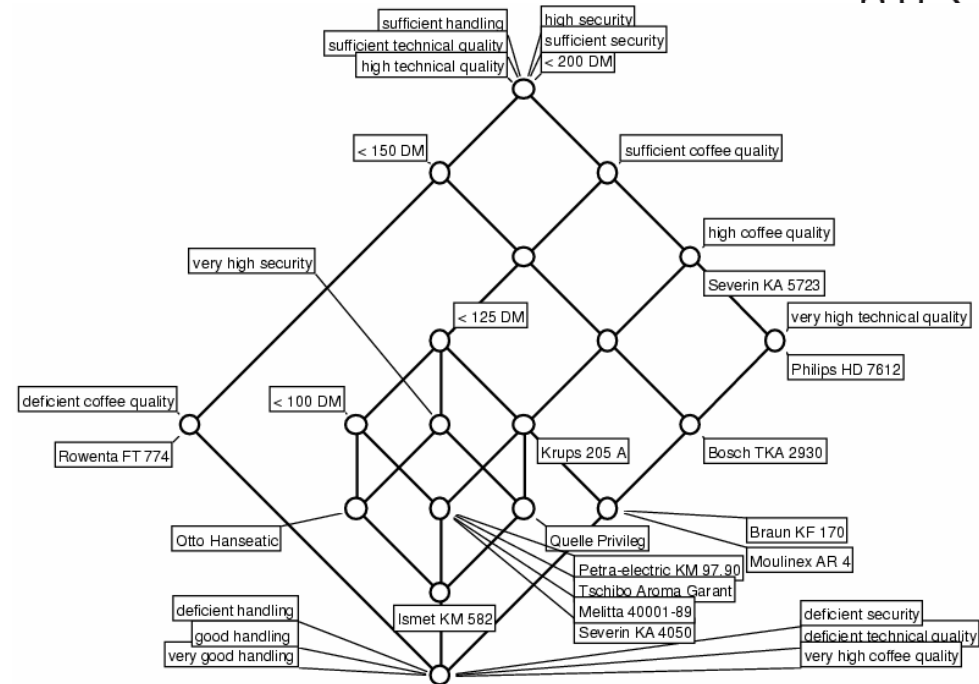 sufficient handling
high security
sufficient technical quality
sufficient security
high technical quality
< 200 DM
< 150 DM
sufficient coffee quality
high coffee quality
very high security
Severin KA 5723
< 125 DM
very high technical quality
Philips HD 7612
deficient coffee quality
< 100 DM
Rowenta FT 774
Krups 205 A
Bosch TKA 2930
Otto Hanseatic
Quelle Privileg
Braun KF 170
Moulinex AR 4
Petra-electric KM 97.90
Tschibo Aroma Garant
Melitta 40001-89
Severin KA 4050
Ismet KM 582
deficient handling
good handling
very good handling
deficient security
deficient technical quality
very high coffee quality